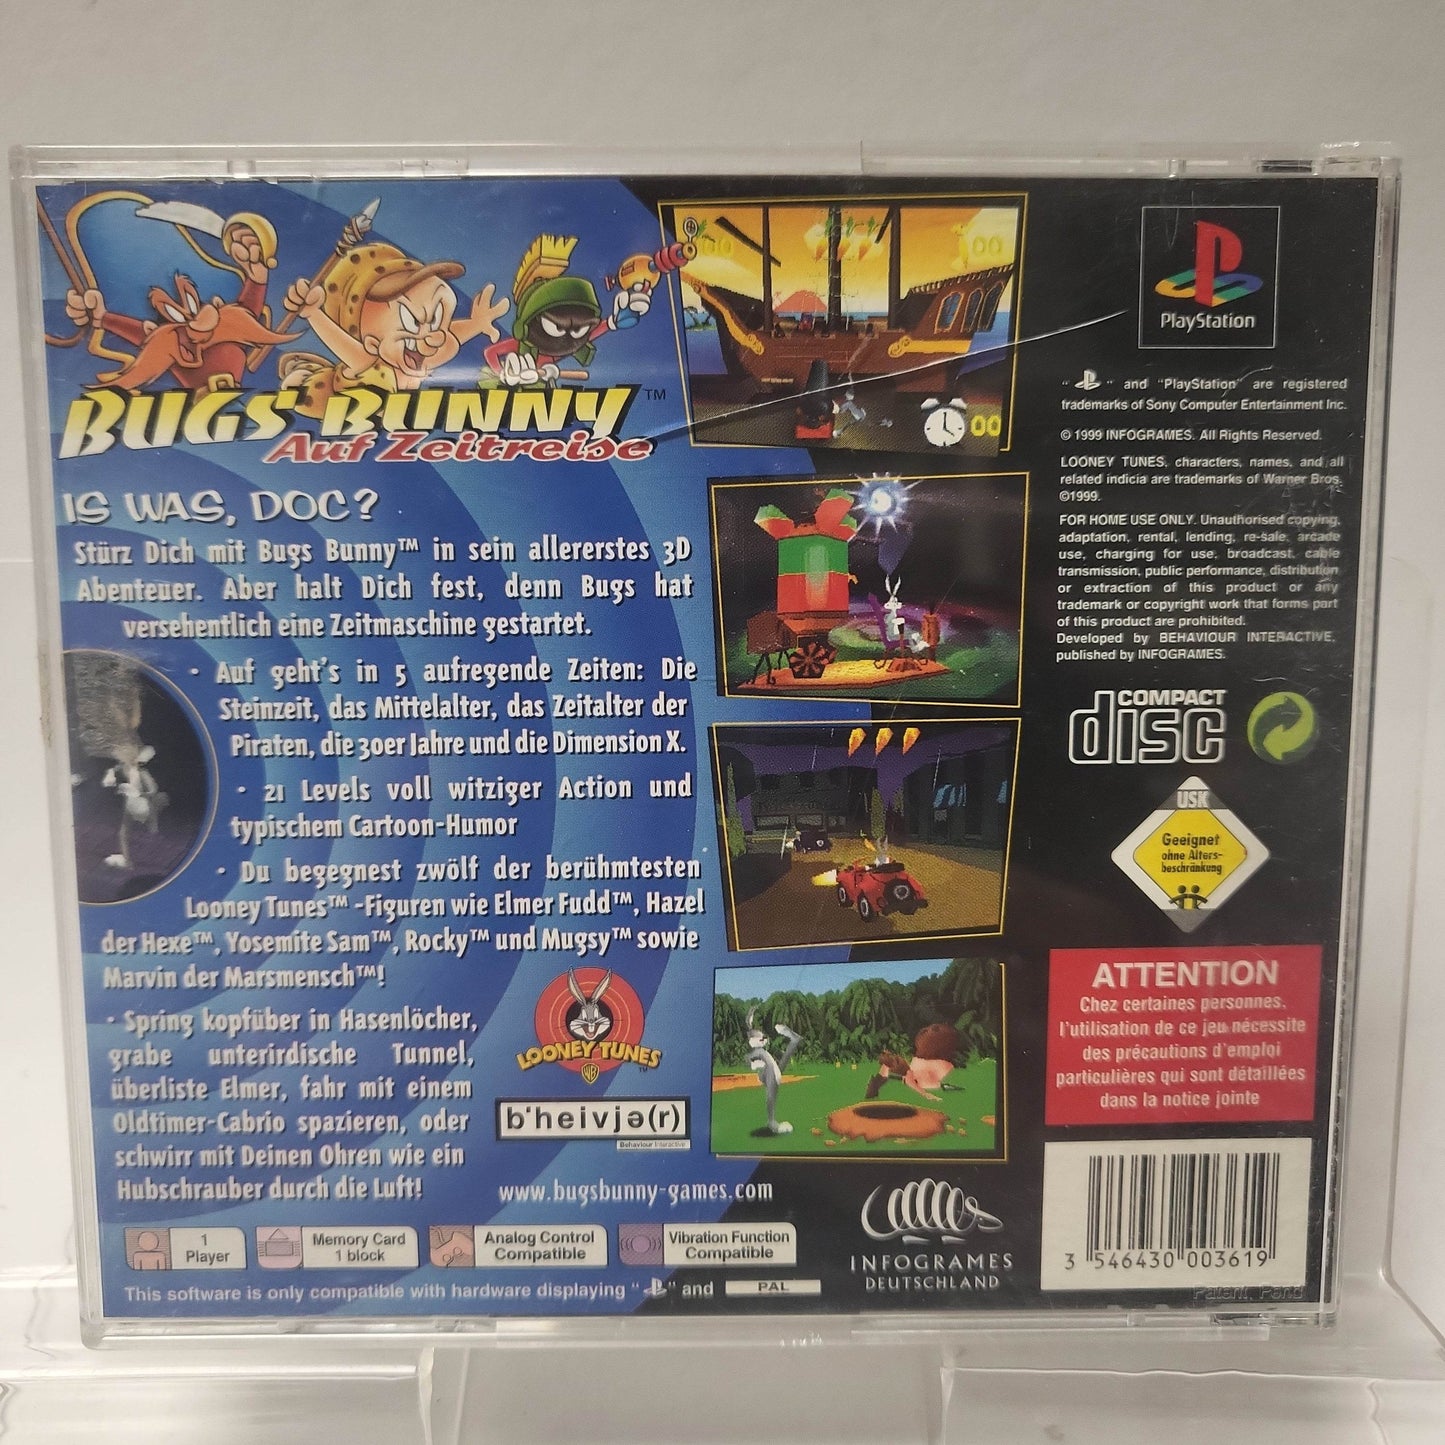 BUGS BUNNY™
Auf Zeitreise
IS WAS, DOC?
Stürz Dich mit Bugs Bunny™ in sein allererstes 3D
Abenteuer. Aber halt Dich fest, denn Bugs hat
versehentlich eine Zeitmaschine gestartet.
· Auf geht's in 5 aufregende Zeiten: Die
Steinzeit, das Mittelalter, das Zeitalter der
Piraten, die 30er Jahre und die Dimension X.
· 21 Levels voll witziger Action und
typischem Cartoon-Humor
· Du begegnest zwölf der berühmtesten
Looney Tunes™ -Figuren wie Elmer Fudd™, Hazel
der Hexe™, Yosemite Sam™, Rocky™ und Mugsy™ sowie
Marvin der Marsmensch™!
· Spring kopfüber in Hasenlöcher,
grabe unterirdische Tunnel,
überliste Elmer, fahr mit einem
Oldtimer-Cabrio spazieren, oder
schwirr mit Deinen Ohren wie ein
Hubschrauber durch die Luft!
LOONEY TUNES
WB
™
b'heivjə(r)
Behaviour Interactive
www.bugsbunny-games.com
1
Player
Memory Card
1 block
Analog Control
Compatible
Vibration Function
Compatible
This software is only compatible with hardware displaying " " and PAL
00
00
00
INFOGRAMES
DEUTSCHLAND
PlayStation
" " and "PlayStation" are registered
trademarks of Sony Computer Entertainment Inc.
© 1999 INFOGRAMES. All Rights Reserved.
LOONEY TUNES, characters, names, and all
related indicia are trademarks of Warner Bros.
©1999.
FOR HOME USE ONLY. Unauthorised copying,
adaptation, rental, lending, re-sale, arcade
use, charging for use, broadcast, cable
transmission, public performance, distribution
or extraction of this product or any
trademark or copyright work that forms part
of this product are prohibited.
Developed by BEHAVIOUR INTERACTIVE,
published by INFOGRAMES.
COMPACT
disc
USK
Geeignet
ohne Alters-
beschränkung
ATTENTION
Chez certaines personnes,
l'utilisation de ce jeu nécessite
des précautions d'emploi
particulières qui sont détaillées
dans la notice jointe
3 546430 003619
Patent Pend